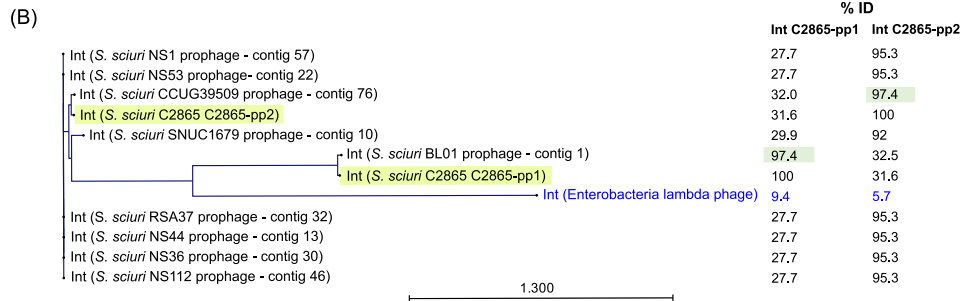 (B)
% ID
Int C2865-pp1 Int C2865-pp2
Int (S. sciuri NS1 prophage - contig 57) 27.7 95.3
Int (S. sciuri NS53 prophage - contig 22) 27.7 95.3
Int (S. sciuri CCUG39509 prophage - contig 76) 32.0 97.4
Int (S. sciuri C2865 C2865-pp2) 31.6 100
Int (S. sciuri SNUC1679 prophage - contig 10) 29.9 92
Int (S. sciuri BL01 prophage - contig 1) 97.4 32.5
Int (S. sciuri C2865 C2865-pp1) 100 31.6
Int (Enterobacteria lambda phage) 9.4 5.7
Int (S. sciuri RSA37 prophage - contig 32) 27.7 95.3
Int (S. sciuri NS44 prophage - contig 13) 27.7 95.3
Int (S. sciuri NS36 prophage - contig 30) 27.7 95.3
Int (S. sciuri NS112 prophage - contig 46) 27.7 95.3
1.300